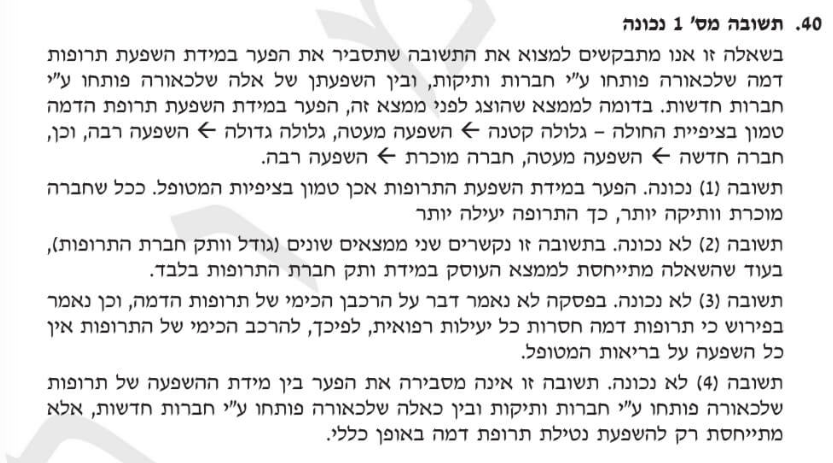 40. תשובה מס' 1 נכונה
בשאלה זו אנו מתבקשים למצוא את התשובה שתסביר את הפער במידת השפעת תרופות
דמה שלכאורה פותחו ע"י חברות ותיקות, ובין השפעתן של אלה שלכאורה פותחו ע"י
חברות חדשות. בדומה לממצא שהוצג לפני ממצא זה, הפער במידת השפעת תרופת הדמה
טמון בציפיית החולה – גלולה קטנה ← השפעה מעטה, גלולה גדולה ← השפעה רבה, וכן,
חברה חדשה ← השפעה מעטה, חברה מוכרת ← השפעה רבה.
תשובה (1) נכונה. הפער במידת השפעת התרופות אכן טמון בציפיות המטופל. ככל שחברה
מוכרת וותיקה יותר, כך התרופה יעילה יותר
תשובה (2) לא נכונה. בתשובה זו נקשרים שני ממצאים שונים (גודל וותק חברת התרופות),
בעוד שהשאלה מתייחסת לממצא העוסק במידת ותק חברת התרופות בלבד.
תשובה (3) לא נכונה. בפסקה לא נאמר דבר על הרכבן הכימי של תרופות הדמה, וכן נאמר
בפירוש כי תרופות דמה חסרות כל יעילות רפואית, לפיכך, להרכב הכימי של התרופות אין
כל השפעה על בריאות המטופל.
תשובה (4) לא נכונה. תשובה זו אינה מסבירה את הפער בין מידת ההשפעה של תרופות
שלכאורה פותחו ע"י חברות ותיקות ובין כאלה שלכאורה פותחו ע"י חברות חדשות, אלא
מתייחסת רק להשפעת נטילת תרופת דמה באופן כללי.